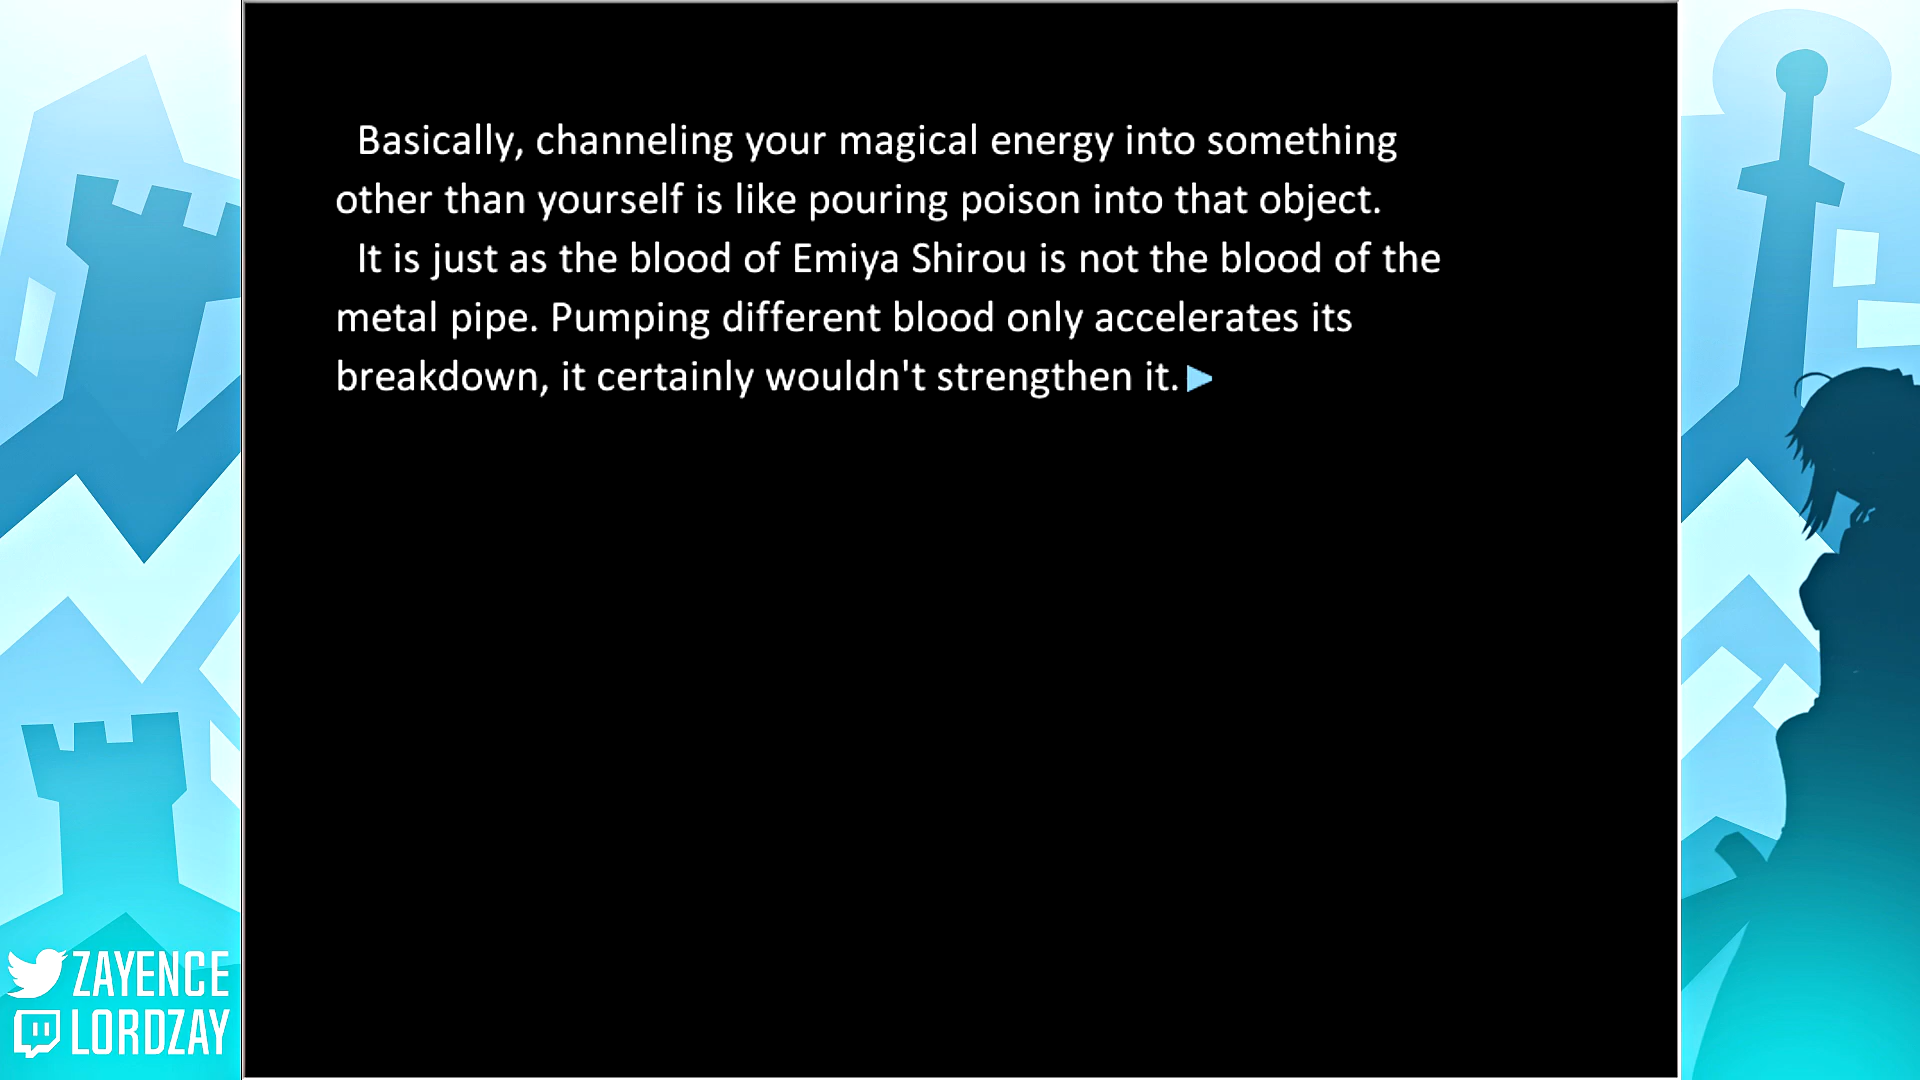 Basically, channeling your magical energy into something
other than yourself is like pouring poison into that object.
It is just as the blood of Emiya Shirou is not the blood of the
metal pipe. Pumping different blood only accelerates its
breakdown, it certainly wouldn't strengthen it.
ZAYENCE
LORDZAY